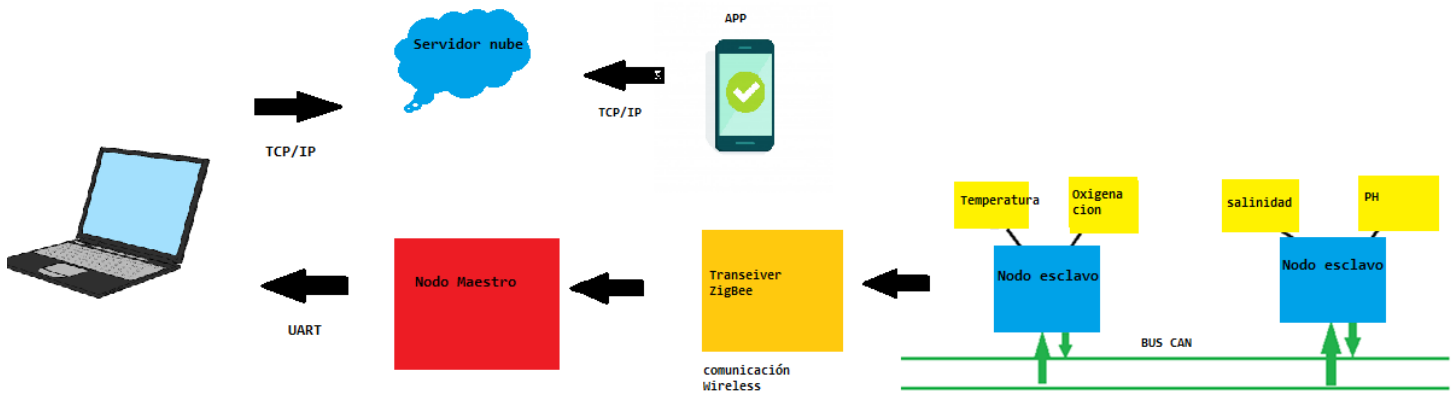 APP
Servidor nube
TCP/IP
TCP/IP
Temperatura
Oxigena
cion
salinidad
PH
Nodo Maestro
Transeiver
ZigBee
Nodo esclavo
Nodo esclavo
UART
BUS CAN
comunicación
Wireless